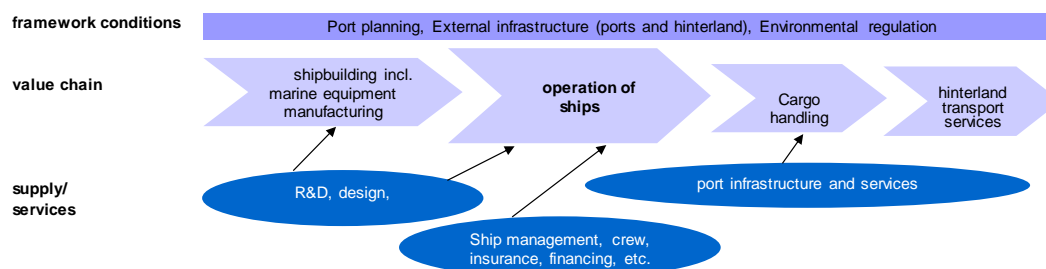 framework conditions
Port planning, External infrastructure (ports and hinterland), Environmental regulation
value chain
shipbuilding incl.
marine equipment
manufacturing
operation of
ships
Cargo
handling
hinterland
transport
services
supply/
services
R&D, design,
port infrastructure and services
Ship management, crew,
insurance, financing, etc.